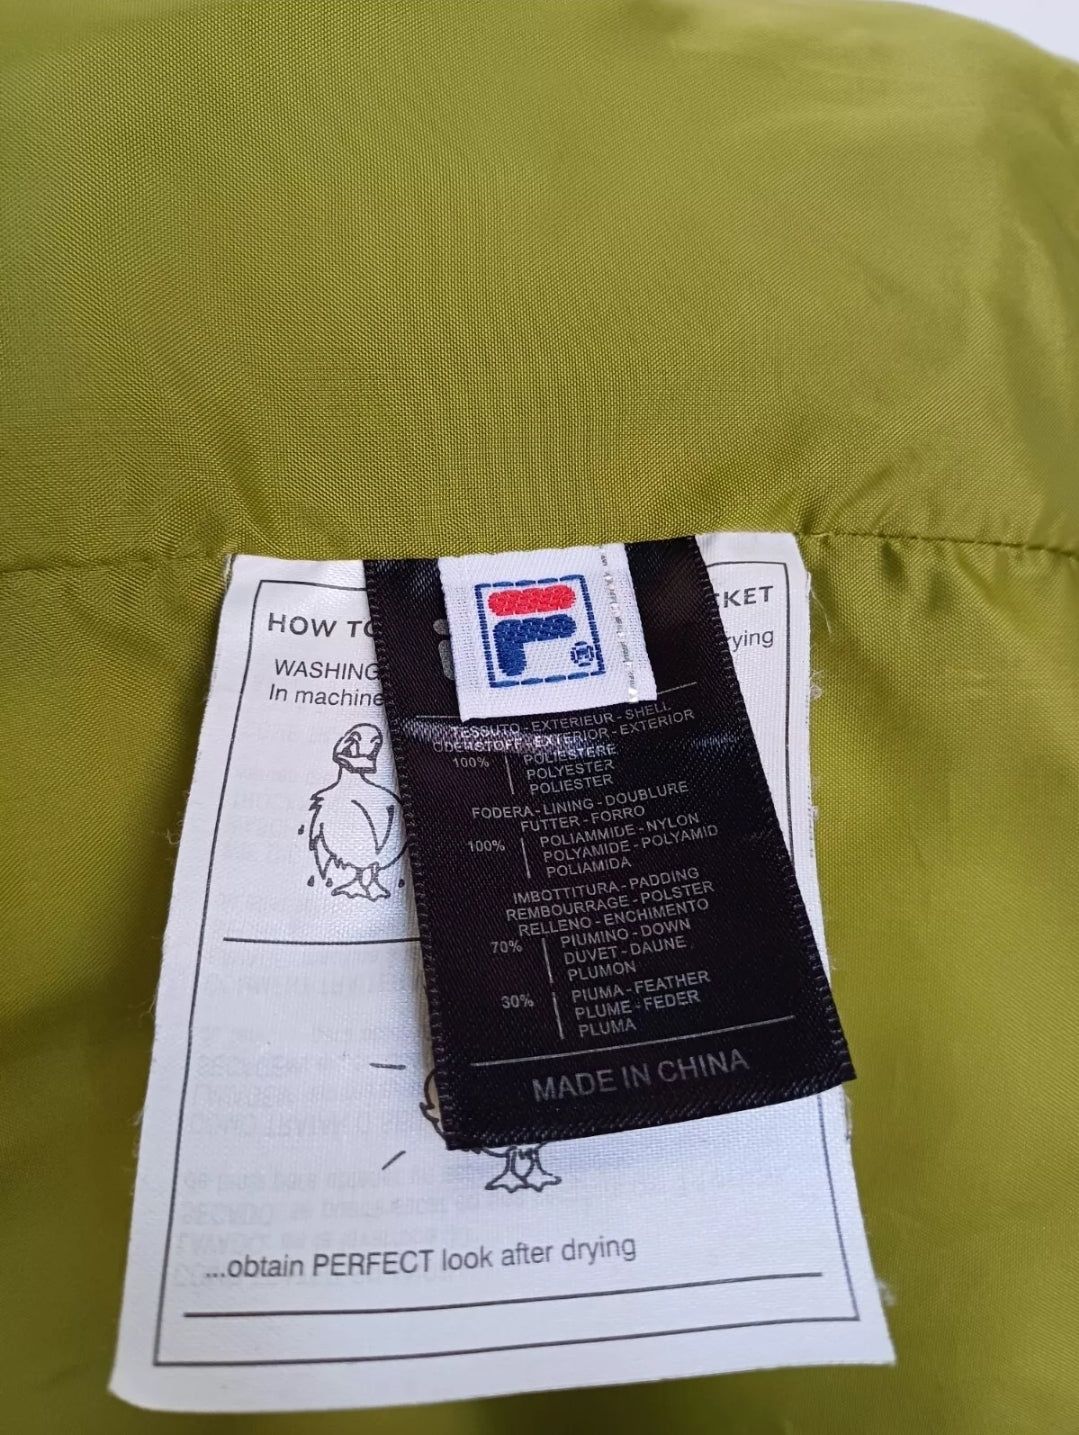 HOW TO
KET
WASHING
rying
In machine
TESSUTO - EXTERIEUR - SHELL
OBERSTOFF - EXTERIOR - EXTERIOR
100% POLIESTERE
POLYESTER
POLIESTER
FODERA - LINING - DOUBLURE
FUTTER - FORRO
100% POLIAMMIDE - NYLON
POLYAMIDE - POLYAMID
POLIAMIDA
IMBOTTITURA - PADDING
REMBOURRAGE - POLSTER
RELLENO - ENCHIMENTO
70% PIUMINO - DOWN
DUVET - DAUNE
PLUMON
30% PIUMA - FEATHER
PLUME - FEDER
PLUMA
MADE IN CHINA
...obtain PERFECT look after drying